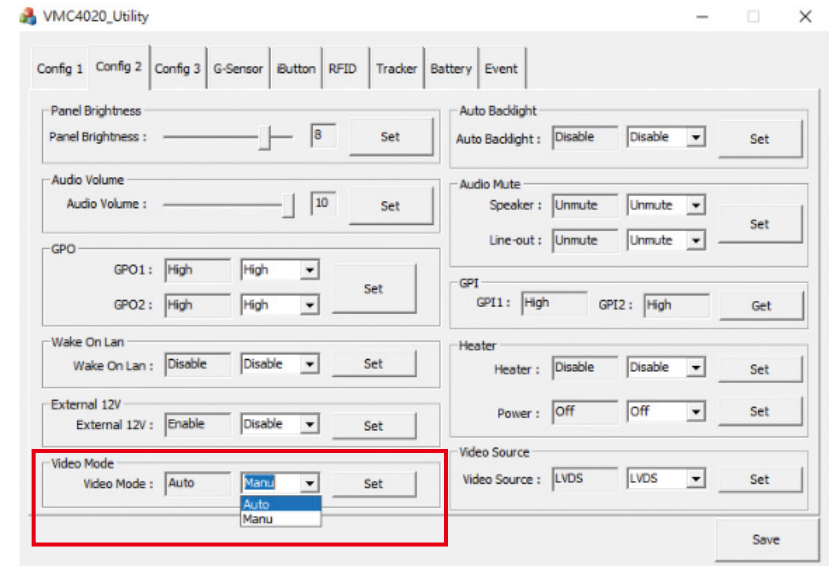 VMC4020_Utility
Config 1 Config 2 Config 3 G-Sensor iButton RFID Tracker Battery Event
Panel Brightness
Panel Brightness : 8 Set
Audio Volume
Audio Volume : 10 Set
GPO
GPO1 : High High
Set
GPO2 : High High
Wake On Lan
Wake On Lan : Disable Disable Set
External 12V
External 12V : Enable Disable Set
Video Mode
Video Mode : Auto Manu Set
Auto
Manu
Auto Backlight
Auto Backlight : Disable Disable Set
Audio Mute
Speaker : Unmute Unmute
Set
Line-out : Unmute Unmute
GPI
GPI1 : High GPI2 : High Get
Heater
Heater : Disable Disable Set
Power : Off Off Set
Video Source
Video Source : LVDS LVDS Set
Save